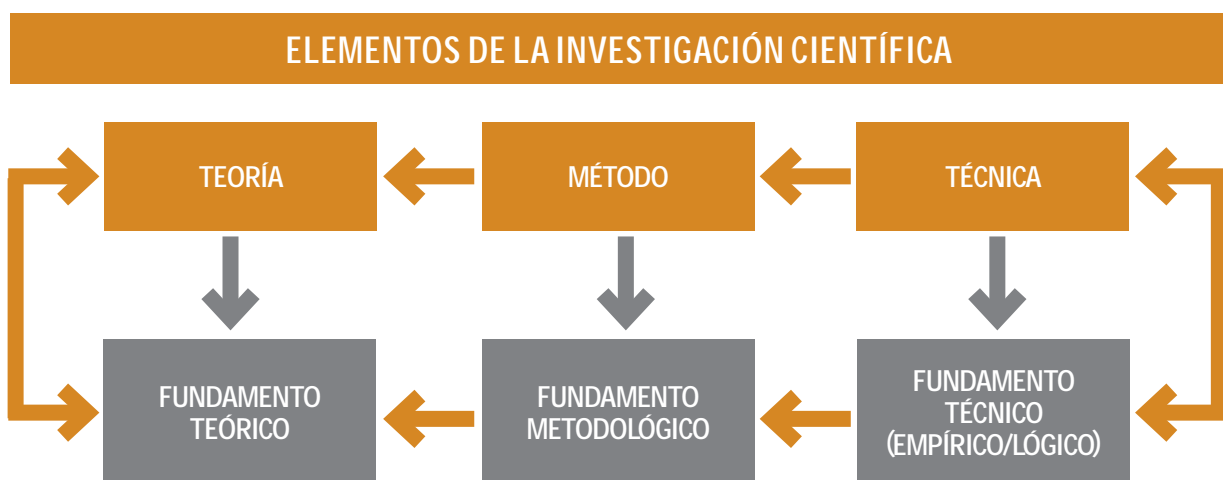 ELEMENTOS DE LA INVESTIGACIÓN CIENTÍFICA
TEORÍA
MÉTODO
TÉCNICA
FUNDAMENTO
TEÓRICO
FUNDAMENTO
METODOLÓGICO
FUNDAMENTO
TÉCNICO
(EMPÍRICO/LÓGICO)